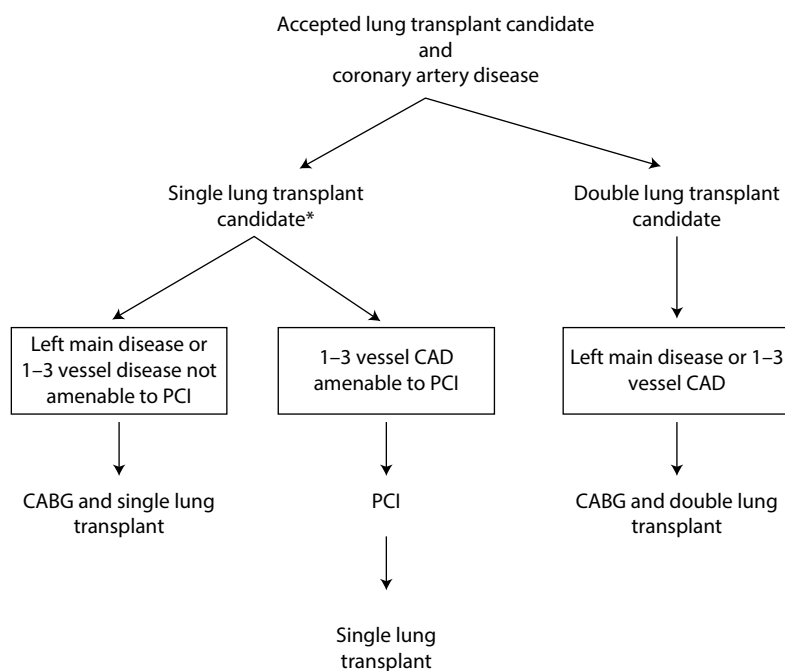 Accepted lung transplant candidate
and
coronary artery disease
Single lung transplant
candidate*
Double lung transplant
candidate
Left main disease or
1–3 vessel disease not
amenable to PCI
1–3 vessel CAD
amenable to PCI
Left main disease or 1–3
vessel CAD
CABG and single lung
transplant
PCI
CABG and double lung
transplant
Single lung
transplant